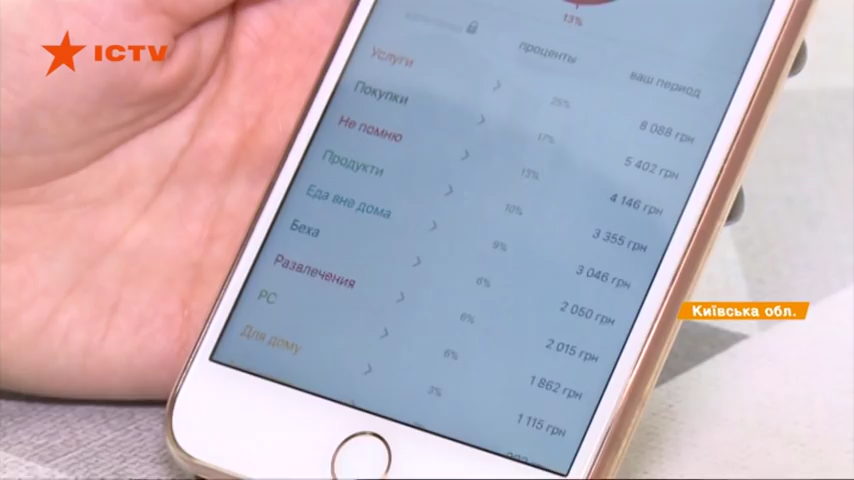 ICTV
13%
проценты
ваш период
Услуги
25%
8 088 грн
Покупки
17%
5 402 грн
Не помню
13%
4 146 грн
Продукти
10%
3 355 грн
Еда вне дома
9%
3 046 грн
Беха
6%
2 050 грн
Развлечения
6%
2 015 грн
РС
6%
1 862 грн
Для дому
3%
1 115 грн
Київська обл.